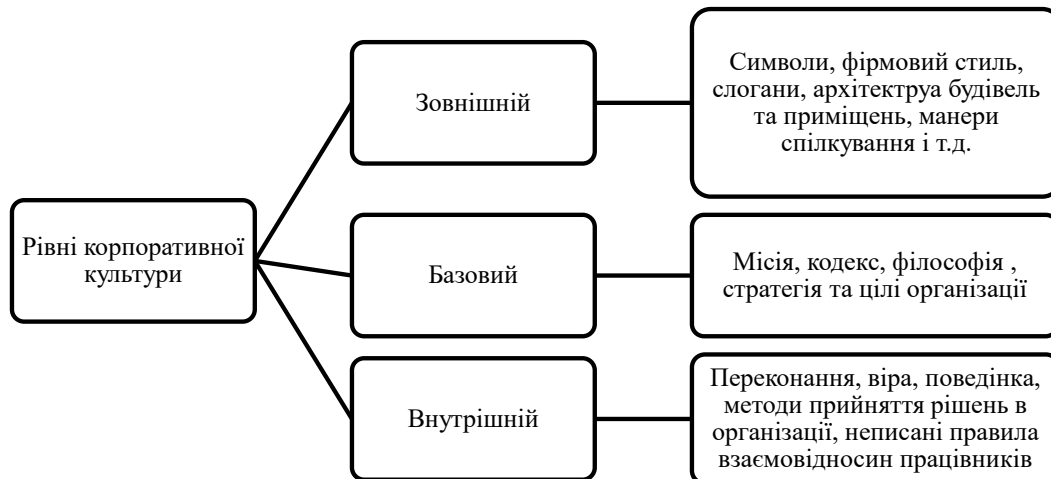 Рівні корпоративної
культури
Зовнішній
Символи, фірмовий стиль,
слогани, архітектруа будівель
та приміщень, манери
спілкування і т.д.
Базовий
Місія, кодекс, філософія ,
стратегія та цілі організації
Внутрішній
Переконання, віра, поведінка,
методи прийняття рішень в
організації, неписані правила
взаємовідносин працівників